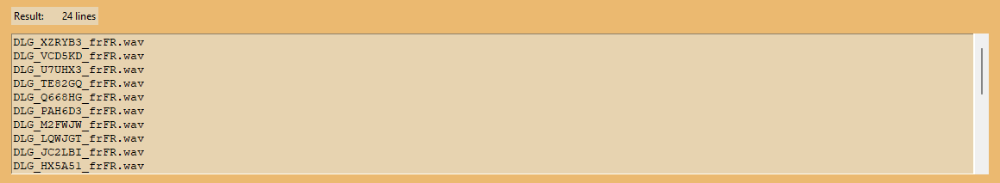 Result: 24 lines
DLG_XZRYB3_frFR.wav
DLG_VCD5KD_frFR.wav
DLG_U7UHX3_frFR.wav
DLG_TE82GQ_frFR.wav
DLG_Q668HG_frFR.wav
DLG_PAH6D3_frFR.wav
DLG_M2FWJW_frFR.wav
DLG_LQWJGT_frFR.wav
DLG_JC2LBI_frFR.wav
DLG_HX5A51_frFR.wav